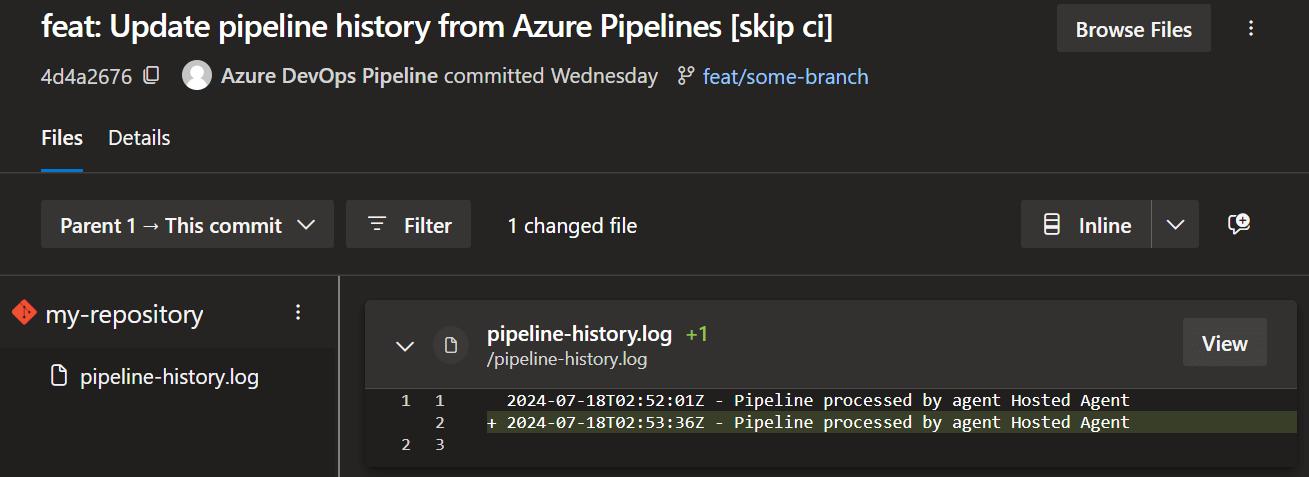 feat: Update pipeline history from Azure Pipelines [skip ci]
Browse Files
4d4a2676 Azure DevOps Pipeline committed Wednesday feat/some-branch
Files Details
Parent 1 → This commit Filter 1 changed file Inline
my-repository
pipeline-history.log
pipeline-history.log +1
/pipeline-history.log
View
1 1 2024-07-18T02:52:01Z - Pipeline processed by agent Hosted Agent
2 + 2024-07-18T02:53:36Z - Pipeline processed by agent Hosted Agent
2 3